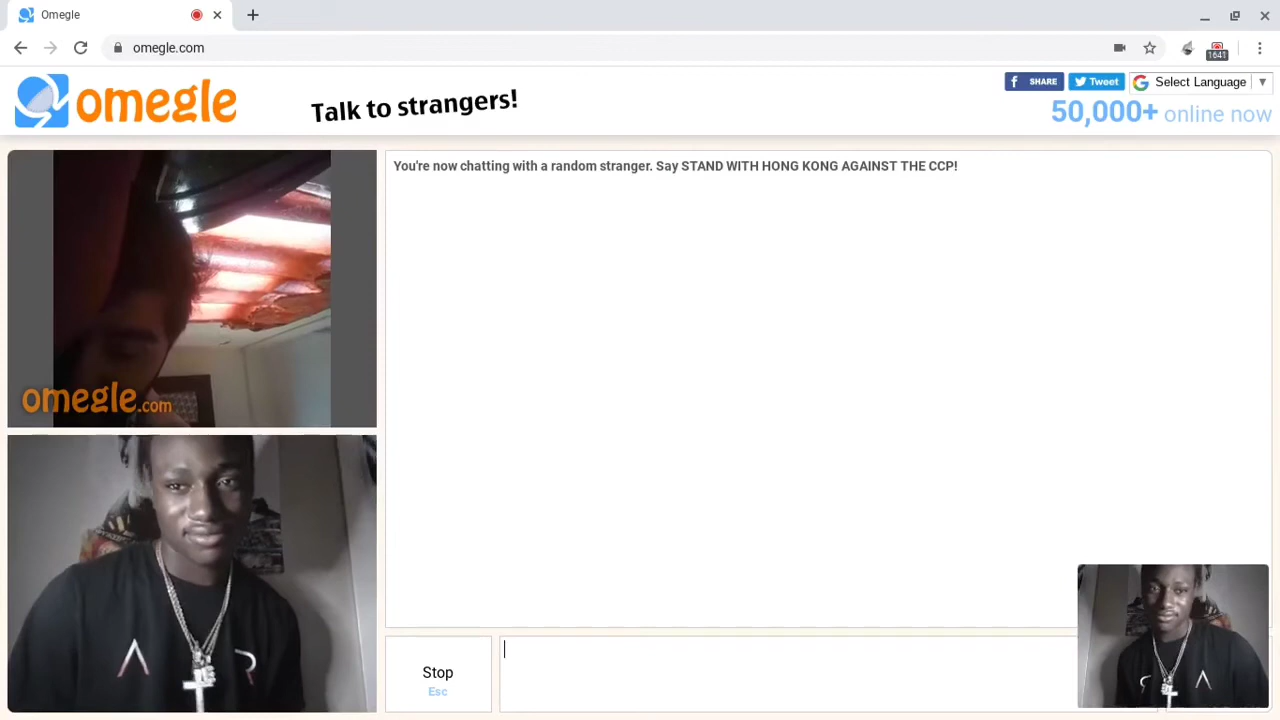 Omegle
omegle.com
1641
omegle
Talk to strangers!
f SHARE
Tweet
G Select Language ▼
50,000+ online now
You're now chatting with a random stranger. Say STAND WITH HONG KONG AGAINST THE CCP!
omegle.com
Stop
Esc